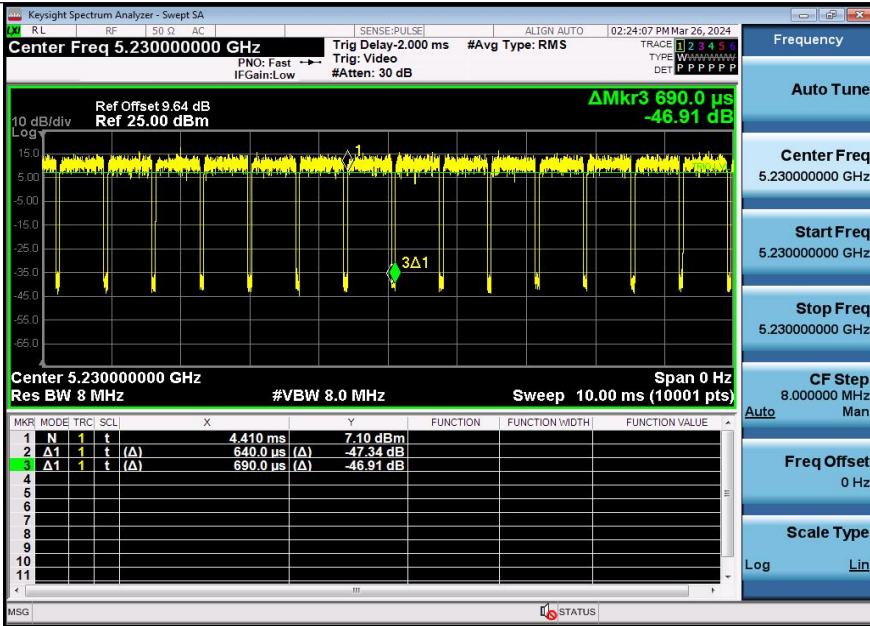 Keysight Spectrum Analyzer - Swept SA
LXI RL RF 50 Ω AC SENSE:PULSE ALIGN AUTO 02:24:07 PM Mar 26, 2024
Center Freq 5.230000000 GHz Trig Delay-2.000 ms #Avg Type: RMS TRACE 1 2 3 4 5 6
PNO: Fast Trig: Video TYPE WWWWWW
IFGain:Low #Atten: 30 dB DET P P P P P P
Frequency
Auto Tune
Center Freq
5.230000000 GHz
Start Freq
5.230000000 GHz
Stop Freq
5.230000000 GHz
CF Step
8.000000 MHz
Auto Man
Freq Offset
0 Hz
Scale Type
Log Lin
ΔMkr3 690.0 µs
-46.91 dB
Ref Offset 9.64 dB
10 dB/div Ref 25.00 dBm
Log
15.0
5.00
-5.00
-15.0
-25.0
-35.0
-45.0
-55.0
-65.0
1
3Δ1
Center 5.230000000 GHz Span 0 Hz
Res BW 8 MHz #VBW 8.0 MHz Sweep 10.00 ms (10001 pts)
MKR MODE TRC SCL X Y FUNCTION FUNCTION WIDTH FUNCTION VALUE
1 N 1 t 4.410 ms 7.10 dBm
2 Δ1 1 t (Δ) 640.0 µs (Δ) -47.34 dB
3 Δ1 1 t (Δ) 690.0 µs (Δ) -46.91 dB
4
5
6
7
8
9
10
11
MSG STATUS